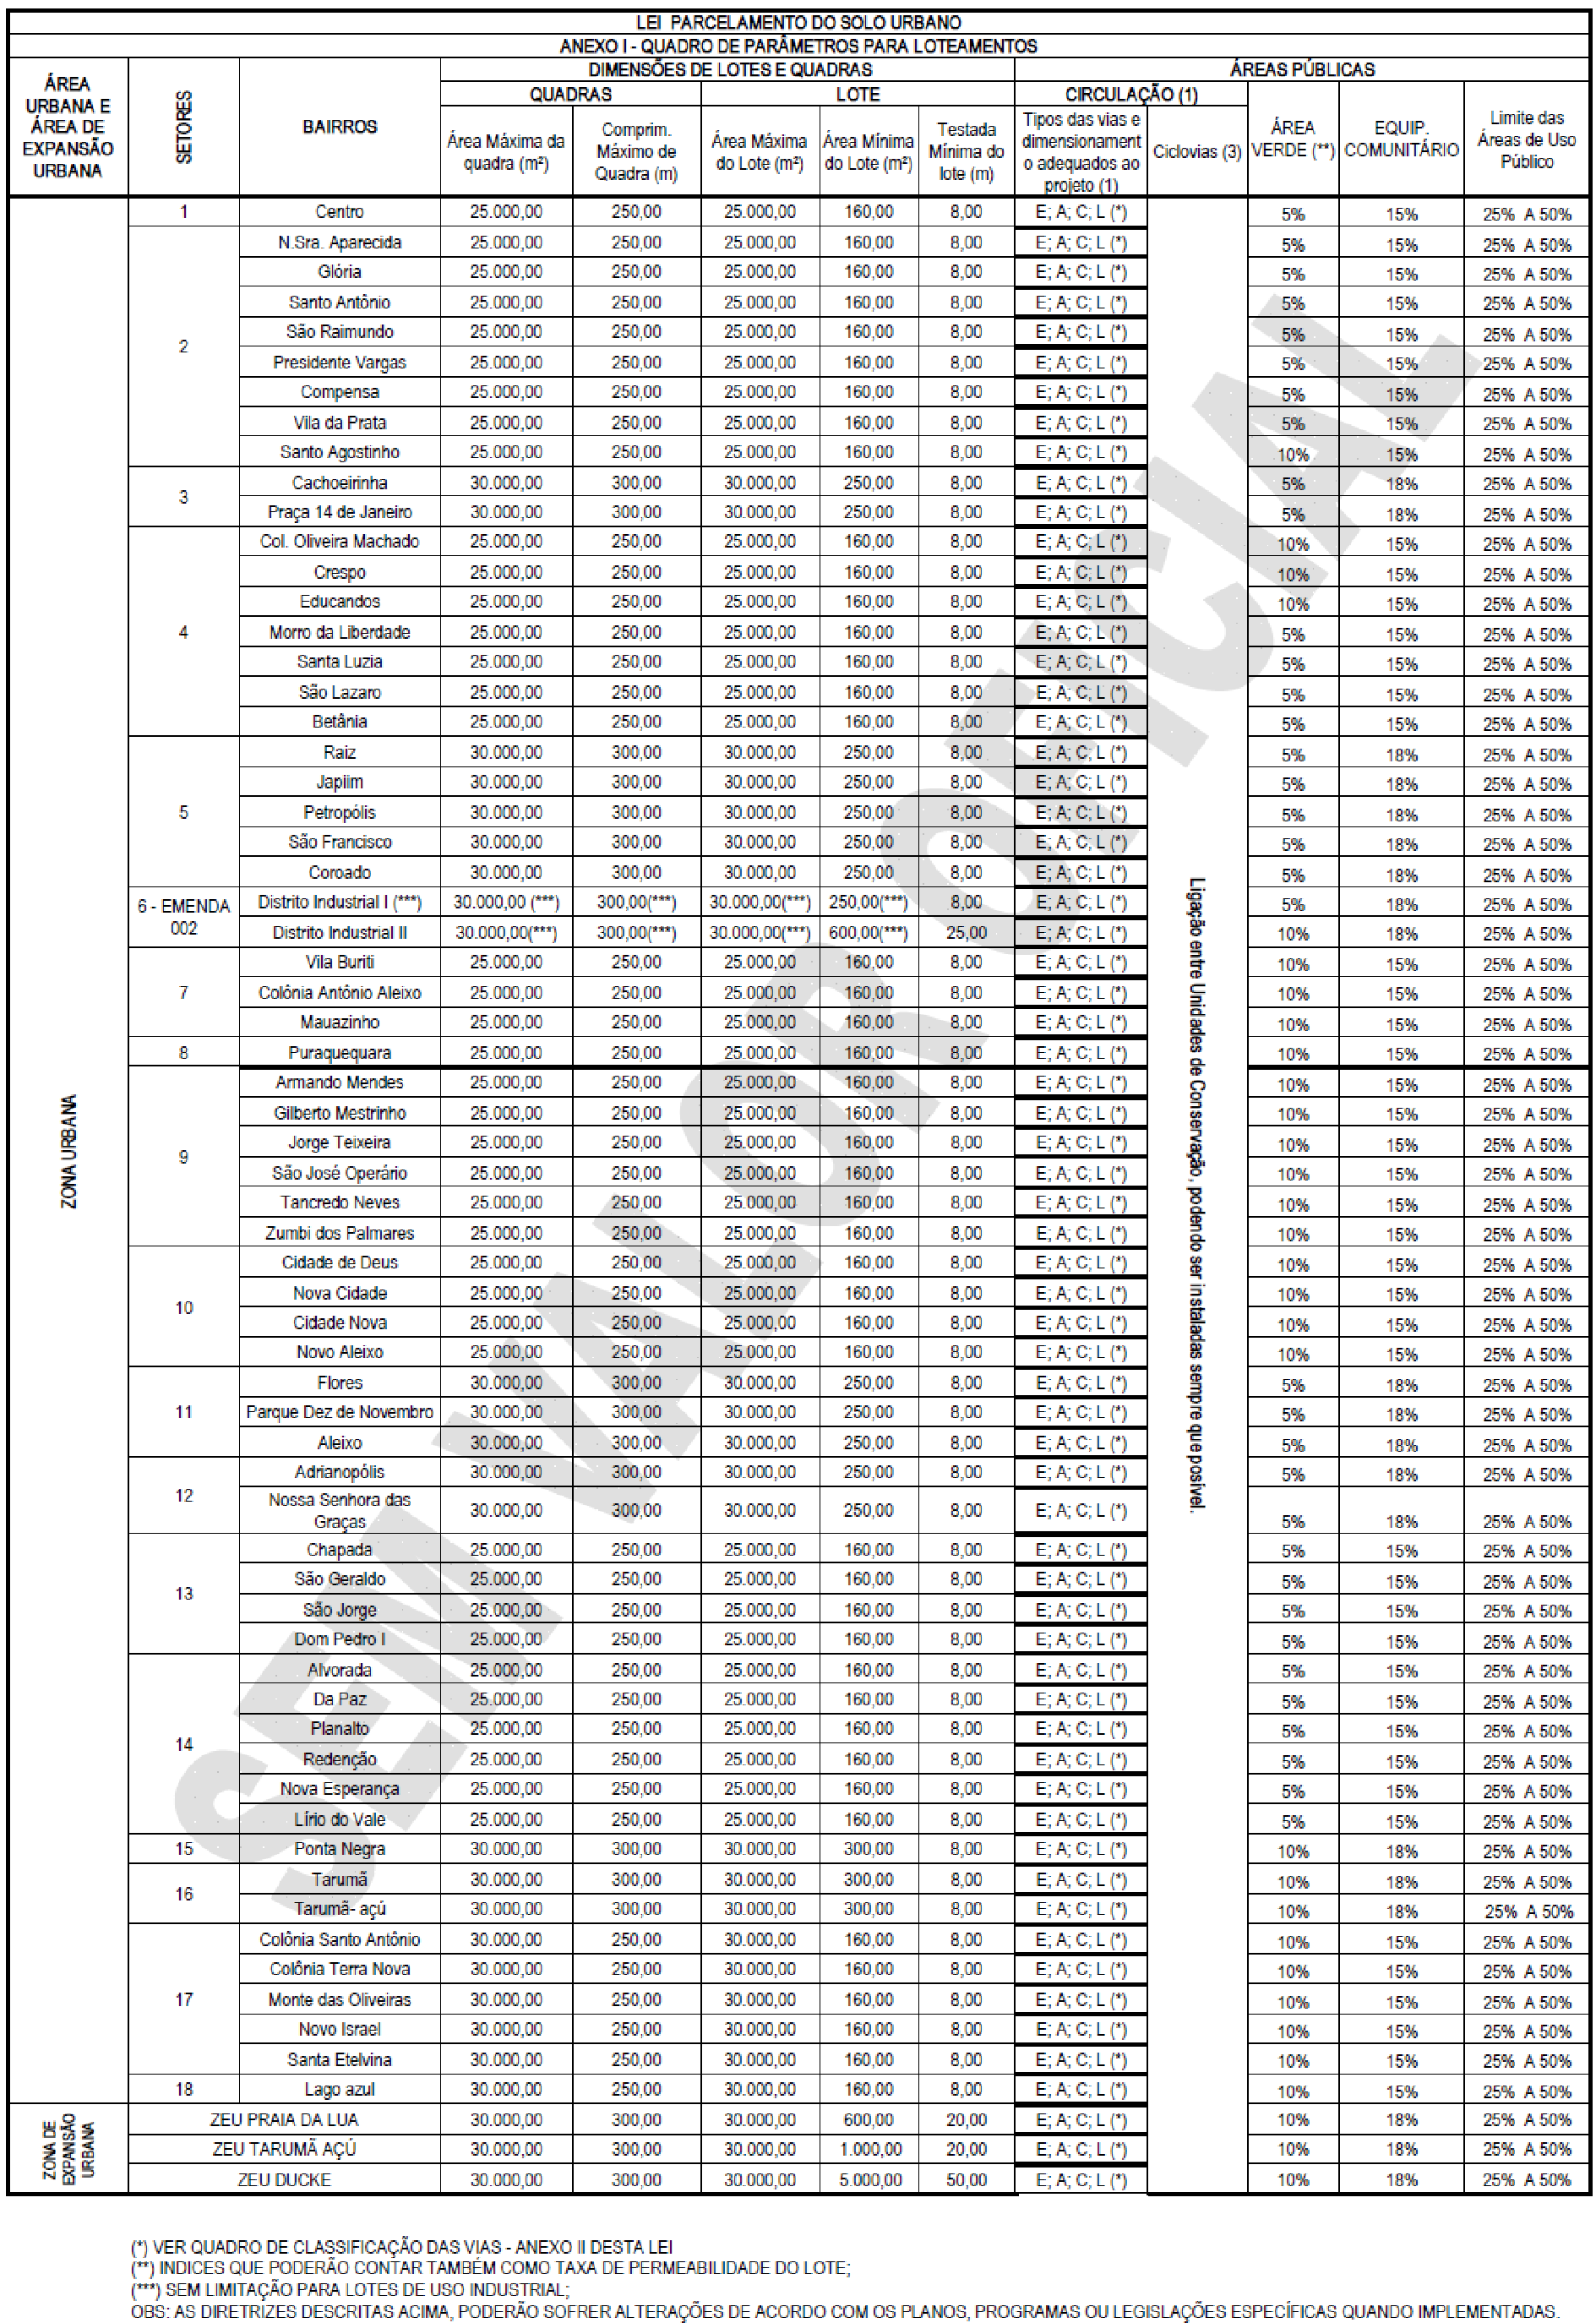 LEI PARCELAMENTO DO SOLO URBANO
ANEXO I - QUADRO DE PARÂMETROS PARA LOTEAMENTOS
ÁREA URBANA E ÁREA DE EXPANSÃO URBANA SETORES BAIRROS DIMENSÕES DE LOTES E QUADRAS ÁREAS PÚBLICAS
QUADRAS LOTE CIRCULAÇÃO (1) ÁREA VERDE (**) EQUIP. COMUNITÁRIO Limite das Áreas de Uso Público
Área Máxima da quadra (m²) Comprim. Máximo de Quadra (m) Área Máxima do Lote (m²) Área Mínima do Lote (m²) Testada Mínima do lote (m) Tipos das vias e dimensionament o adequados ao projeto (1) Ciclovias (3)
ZONA URBANA
Ligação entre Unidades de Conservação, podendo ser instaladas sempre que posível.
1 Centro 25.000,00 250,00 25.000,00 160,00 8,00 E; A; C; L (*) 5% 15% 25% A 50%
2 N.Sra. Aparecida 25.000,00 250,00 25.000,00 160,00 8,00 E; A; C; L (*) 5% 15% 25% A 50%
Glória 25.000,00 250,00 25.000,00 160,00 8,00 E; A; C; L (*) 5% 15% 25% A 50%
Santo Antônio 25.000,00 250,00 25.000,00 160,00 8,00 E; A; C; L (*) 5% 15% 25% A 50%
São Raimundo 25.000,00 250,00 25.000,00 160,00 8,00 E; A; C; L (*) 5% 15% 25% A 50%
Presidente Vargas 25.000,00 250,00 25.000,00 160,00 8,00 E; A; C; L (*) 5% 15% 25% A 50%
Compensa 25.000,00 250,00 25.000,00 160,00 8,00 E; A; C; L (*) 5% 15% 25% A 50%
Vila da Prata 25.000,00 250,00 25.000,00 160,00 8,00 E; A; C; L (*) 5% 15% 25% A 50%
Santo Agostinho 25.000,00 250,00 25.000,00 160,00 8,00 E; A; C; L (*) 10% 15% 25% A 50%
3 Cachoeirinha 30.000,00 300,00 30.000,00 250,00 8,00 E; A; C; L (*) 5% 18% 25% A 50%
Praça 14 de Janeiro 30.000,00 300,00 30.000,00 250,00 8,00 E; A; C; L (*) 5% 18% 25% A 50%
4 Col. Oliveira Machado 25.000,00 250,00 25.000,00 160,00 8,00 E; A; C; L (*) 10% 15% 25% A 50%
Crespo 25.000,00 250,00 25.000,00 160,00 8,00 E; A; C; L (*) 10% 15% 25% A 50%
Educandos 25.000,00 250,00 25.000,00 160,00 8,00 E; A; C; L (*) 10% 15% 25% A 50%
Morro da Liberdade 25.000,00 250,00 25.000,00 160,00 8,00 E; A; C; L (*) 5% 15% 25% A 50%
Santa Luzia 25.000,00 250,00 25.000,00 160,00 8,00 E; A; C; L (*) 5% 15% 25% A 50%
São Lazaro 25.000,00 250,00 25.000,00 160,00 8,00 E; A; C; L (*) 5% 15% 25% A 50%
Betânia 25.000,00 250,00 25.000,00 160,00 8,00 E; A; C; L (*) 5% 15% 25% A 50%
5 Raiz 30.000,00 300,00 30.000,00 250,00 8,00 E; A; C; L (*) 5% 18% 25% A 50%
Japiim 30.000,00 300,00 30.000,00 250,00 8,00 E; A; C; L (*) 5% 18% 25% A 50%
Petropólis 30.000,00 300,00 30.000,00 250,00 8,00 E; A; C; L (*) 5% 18% 25% A 50%
São Francisco 30.000,00 300,00 30.000,00 250,00 8,00 E; A; C; L (*) 5% 18% 25% A 50%
Coroado 30.000,00 300,00 30.000,00 250,00 8,00 E; A; C; L (*) 5% 18% 25% A 50%
6 - EMENDA 002 Distrito Industrial I (***) 30.000,00 (***) 300,00(***) 30.000,00(***) 250,00(***) 8,00 E; A; C; L (*) 5% 18% 25% A 50%
Distrito Industrial II 30.000,00(***) 300,00(***) 30.000,00(***) 600,00(***) 25,00 E; A; C; L (*) 10% 18% 25% A 50%
7 Vila Buriti 25.000,00 250,00 25.000,00 160,00 8,00 E; A; C; L (*) 10% 15% 25% A 50%
Colônia Antônio Aleixo 25.000,00 250,00 25.000,00 160,00 8,00 E; A; C; L (*) 10% 15% 25% A 50%
Mauazinho 25.000,00 250,00 25.000,00 160,00 8,00 E; A; C; L (*) 10% 15% 25% A 50%
8 Puraquequara 25.000,00 250,00 25.000,00 160,00 8,00 E; A; C; L (*) 10% 15% 25% A 50%
9 Armando Mendes 25.000,00 250,00 25.000,00 160,00 8,00 E; A; C; L (*) 10% 15% 25% A 50%
Gilberto Mestrinho 25.000,00 250,00 25.000,00 160,00 8,00 E; A; C; L (*) 10% 15% 25% A 50%
Jorge Teixeira 25.000,00 250,00 25.000,00 160,00 8,00 E; A; C; L (*) 10% 15% 25% A 50%
São José Operário 25.000,00 250,00 25.000,00 160,00 8,00 E; A; C; L (*) 10% 15% 25% A 50%
Tancredo Neves 25.000,00 250,00 25.000,00 160,00 8,00 E; A; C; L (*) 10% 15% 25% A 50%
Zumbi dos Palmares 25.000,00 250,00 25.000,00 160,00 8,00 E; A; C; L (*) 10% 15% 25% A 50%
10 Cidade de Deus 25.000,00 250,00 25.000,00 160,00 8,00 E; A; C; L (*) 10% 15% 25% A 50%
Nova Cidade 25.000,00 250,00 25.000,00 160,00 8,00 E; A; C; L (*) 10% 15% 25% A 50%
Cidade Nova 25.000,00 250,00 25.000,00 160,00 8,00 E; A; C; L (*) 10% 15% 25% A 50%
Novo Aleixo 25.000,00 250,00 25.000,00 160,00 8,00 E; A; C; L (*) 10% 15% 25% A 50%
11 Flores 30.000,00 300,00 30.000,00 250,00 8,00 E; A; C; L (*) 5% 18% 25% A 50%
Parque Dez de Novembro 30.000,00 300,00 30.000,00 250,00 8,00 E; A; C; L (*) 5% 18% 25% A 50%
Aleixo 30.000,00 300,00 30.000,00 250,00 8,00 E; A; C; L (*) 5% 18% 25% A 50%
12 Adrianopólis 30.000,00 300,00 30.000,00 250,00 8,00 E; A; C; L (*) 5% 18% 25% A 50%
Nossa Senhora das Graças 30.000,00 300,00 30.000,00 250,00 8,00 E; A; C; L (*) 5% 18% 25% A 50%
13 Chapada 25.000,00 250,00 25.000,00 160,00 8,00 E; A; C; L (*) 5% 15% 25% A 50%
São Geraldo 25.000,00 250,00 25.000,00 160,00 8,00 E; A; C; L (*) 5% 15% 25% A 50%
São Jorge 25.000,00 250,00 25.000,00 160,00 8,00 E; A; C; L (*) 5% 15% 25% A 50%
Dom Pedro I 25.000,00 250,00 25.000,00 160,00 8,00 E; A; C; L (*) 5% 15% 25% A 50%
14 Alvorada 25.000,00 250,00 25.000,00 160,00 8,00 E; A; C; L (*) 5% 15% 25% A 50%
Da Paz 25.000,00 250,00 25.000,00 160,00 8,00 E; A; C; L (*) 5% 15% 25% A 50%
Planalto 25.000,00 250,00 25.000,00 160,00 8,00 E; A; C; L (*) 5% 15% 25% A 50%
Redenção 25.000,00 250,00 25.000,00 160,00 8,00 E; A; C; L (*) 5% 15% 25% A 50%
Nova Esperança 25.000,00 250,00 25.000,00 160,00 8,00 E; A; C; L (*) 5% 15% 25% A 50%
Lírio do Vale 25.000,00 250,00 25.000,00 160,00 8,00 E; A; C; L (*) 5% 15% 25% A 50%
15 Ponta Negra 30.000,00 300,00 30.000,00 300,00 8,00 E; A; C; L (*) 10% 18% 25% A 50%
16 Tarumã 30.000,00 300,00 30.000,00 300,00 8,00 E; A; C; L (*) 10% 18% 25% A 50%
Tarumã- açú 30.000,00 300,00 30.000,00 300,00 8,00 E; A; C; L (*) 10% 18% 25% A 50%
17 Colônia Santo Antônio 30.000,00 250,00 30.000,00 160,00 8,00 E; A; C; L (*) 10% 15% 25% A 50%
Colônia Terra Nova 30.000,00 250,00 30.000,00 160,00 8,00 E; A; C; L (*) 10% 15% 25% A 50%
Monte das Oliveiras 30.000,00 250,00 30.000,00 160,00 8,00 E; A; C; L (*) 10% 15% 25% A 50%
Novo Israel 30.000,00 250,00 30.000,00 160,00 8,00 E; A; C; L (*) 10% 15% 25% A 50%
Santa Etelvina 30.000,00 250,00 30.000,00 160,00 8,00 E; A; C; L (*) 10% 15% 25% A 50%
18 Lago azul 30.000,00 250,00 30.000,00 160,00 8,00 E; A; C; L (*) 10% 15% 25% A 50%
ZONA DE EXPANSÃO URBANA
ZEU PRAIA DA LUA 30.000,00 300,00 30.000,00 600,00 20,00 E; A; C; L (*) 10% 18% 25% A 50%
ZEU TARUMÃ AÇÚ 30.000,00 300,00 30.000,00 1.000,00 20,00 E; A; C; L (*) 10% 18% 25% A 50%
ZEU DUCKE 30.000,00 300,00 30.000,00 5.000,00 50,00 E; A; C; L (*) 10% 18% 25% A 50%
SEM VALOR OFICIAL
(*) VER QUADRO DE CLASSIFICAÇÃO DAS VIAS - ANEXO II DESTA LEI
(**) INDICES QUE PODERÃO CONTAR TAMBÉM COMO TAXA DE PERMEABILIDADE DO LOTE;
(***) SEM LIMITAÇÃO PARA LOTES DE USO INDUSTRIAL;
OBS: AS DIRETRIZES DESCRITAS ACIMA, PODERÃO SOFRER ALTERAÇÕES DE ACORDO COM OS PLANOS, PROGRAMAS OU LEGISLAÇÕES ESPECÍFICAS QUANDO IMPLEMENTADAS.